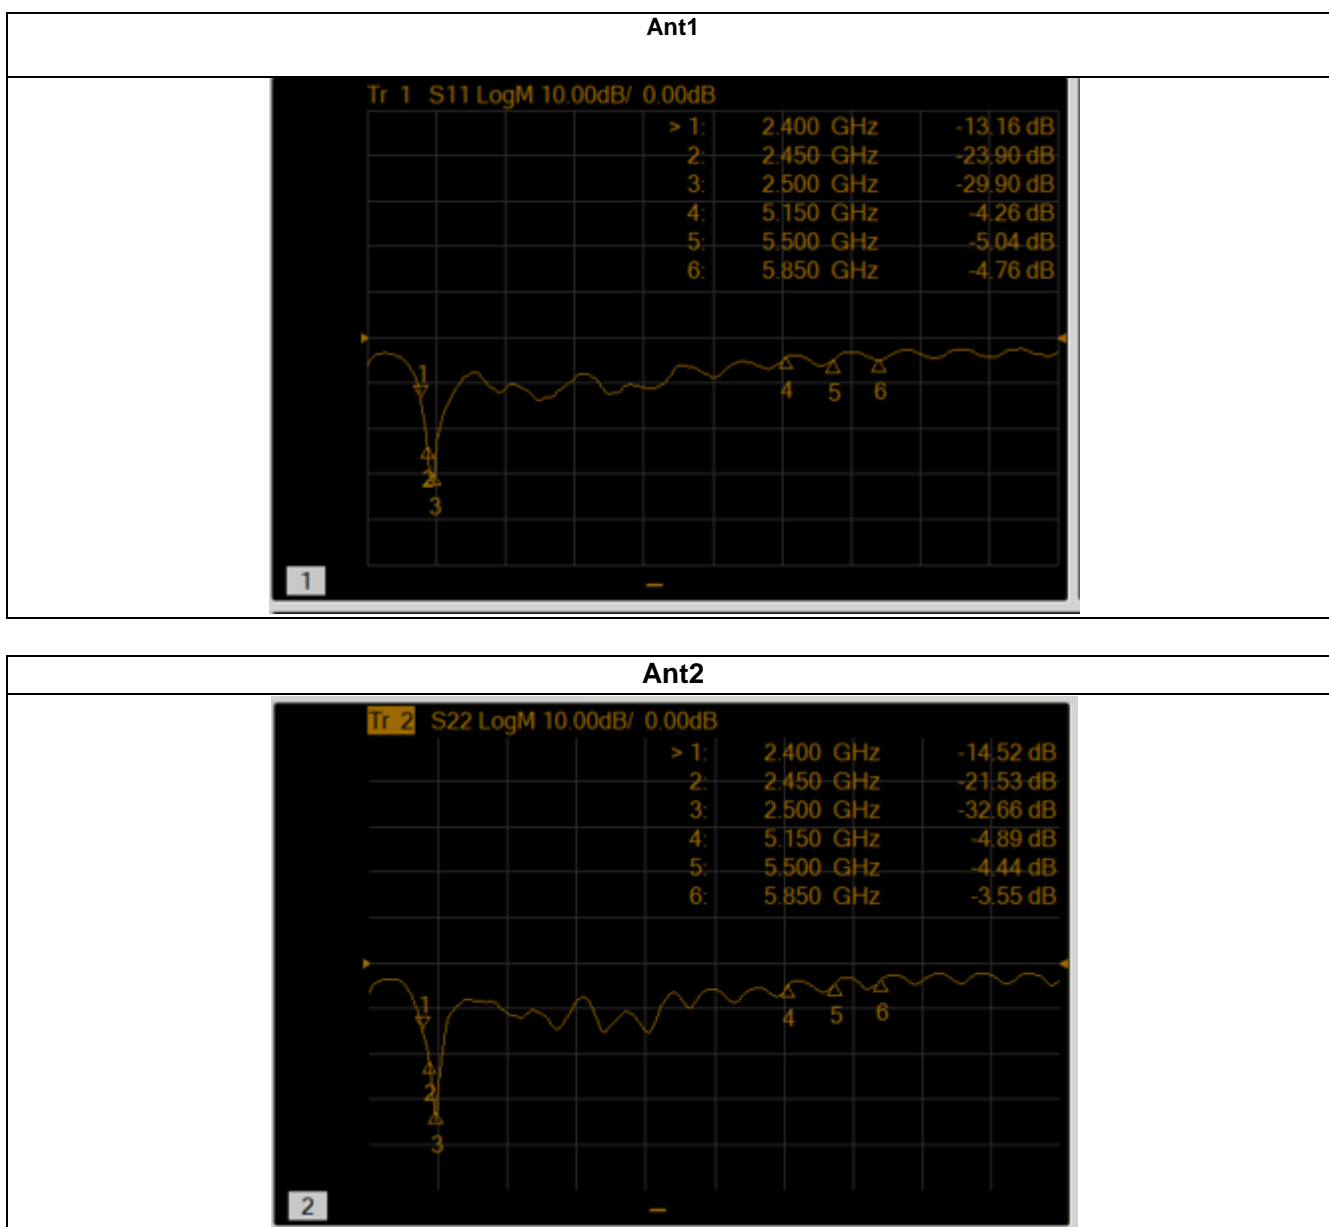 Ant1
Tr 1 S11 LogM 10.00dB/ 0.00dB
> 1: 2.400 GHz -13.16 dB
2: 2.450 GHz -23.90 dB
3: 2.500 GHz -29.90 dB
4: 5.150 GHz -4.26 dB
5: 5.500 GHz -5.04 dB
6: 5.850 GHz -4.76 dB
1
4 5 6
2
3
1
Ant2
Tr 2 S22 LogM 10.00dB/ 0.00dB
> 1: 2.400 GHz -14.52 dB
2: 2.450 GHz -21.53 dB
3: 2.500 GHz -32.66 dB
4: 5.150 GHz -4.89 dB
5: 5.500 GHz -4.44 dB
6: 5.850 GHz -3.55 dB
1
4 5 6
2
3
2